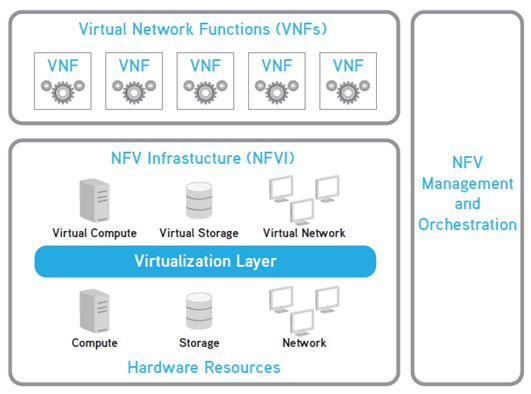 Virtual Network Functions (VNFs)
VNF VNF VNF VNF VNF
NFV Infrastucture (NFVI)
Virtual Compute Virtual Storage Virtual Network
Virtualization Layer
Compute Storage Network
Hardware Resources
NFV
Management
and
Orchestration